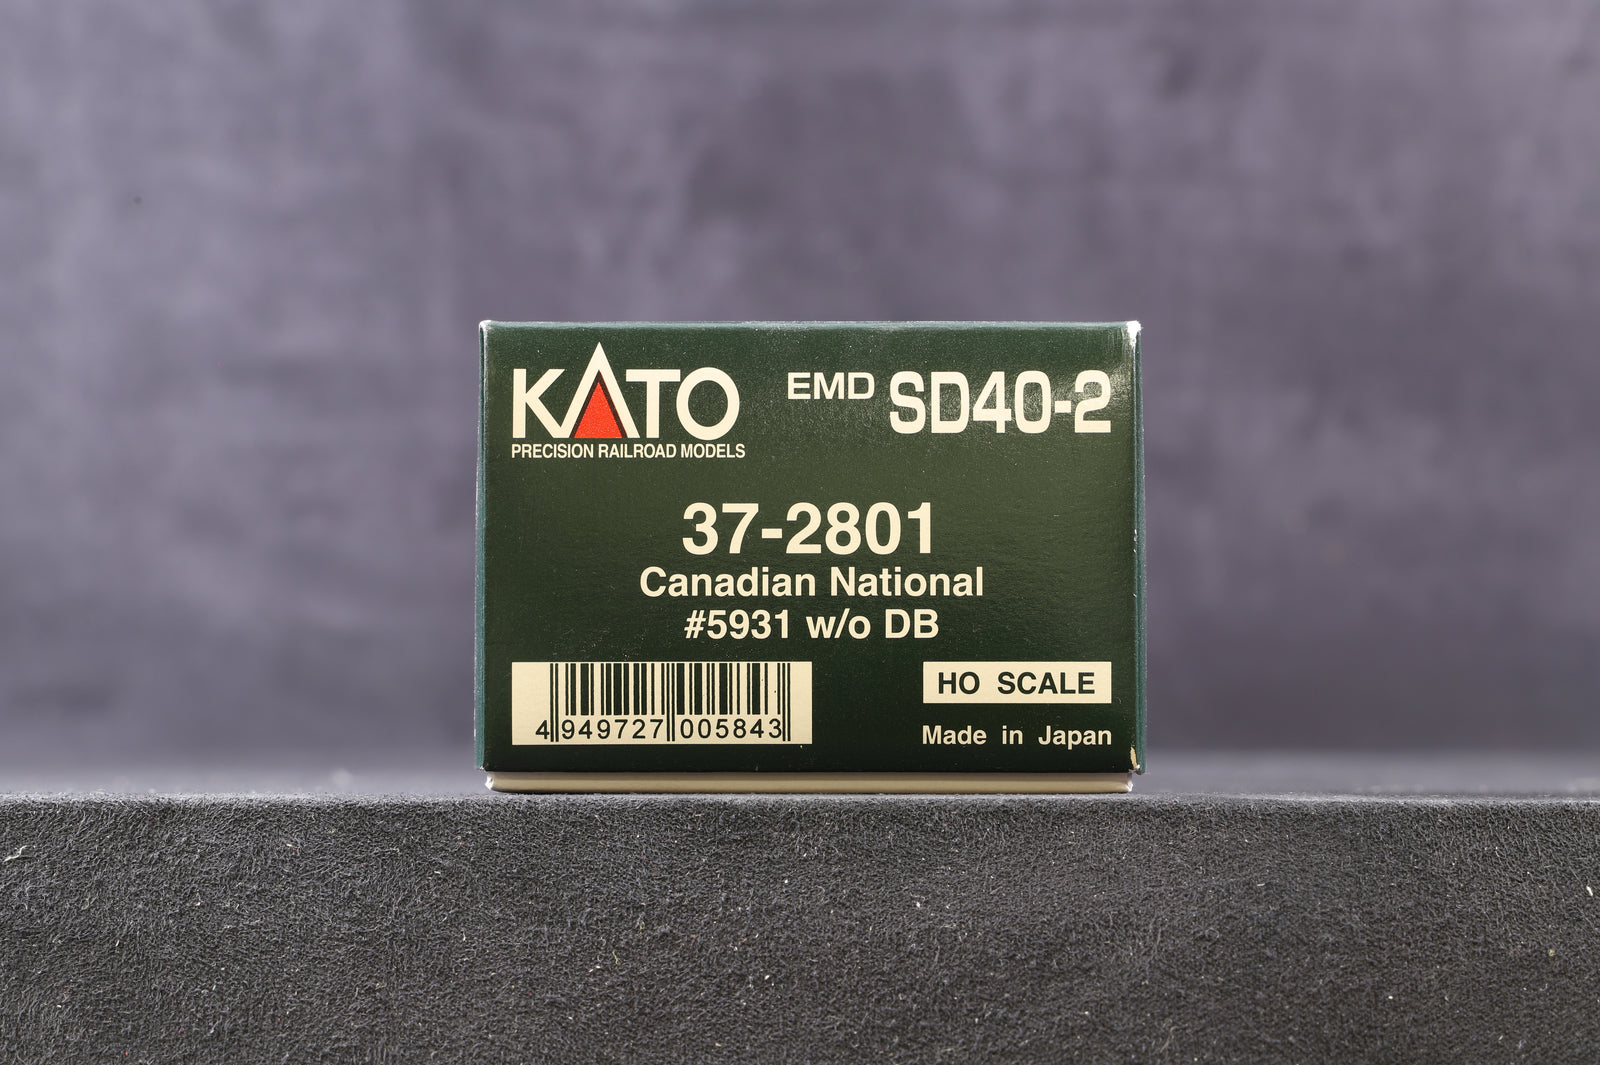 KATO
PRECISION RAILROAD MODELS
EMD SD40-2
37-2801
Canadian National
#5931 w/o DB
4 949727 005843
HO SCALE
Made in Japan